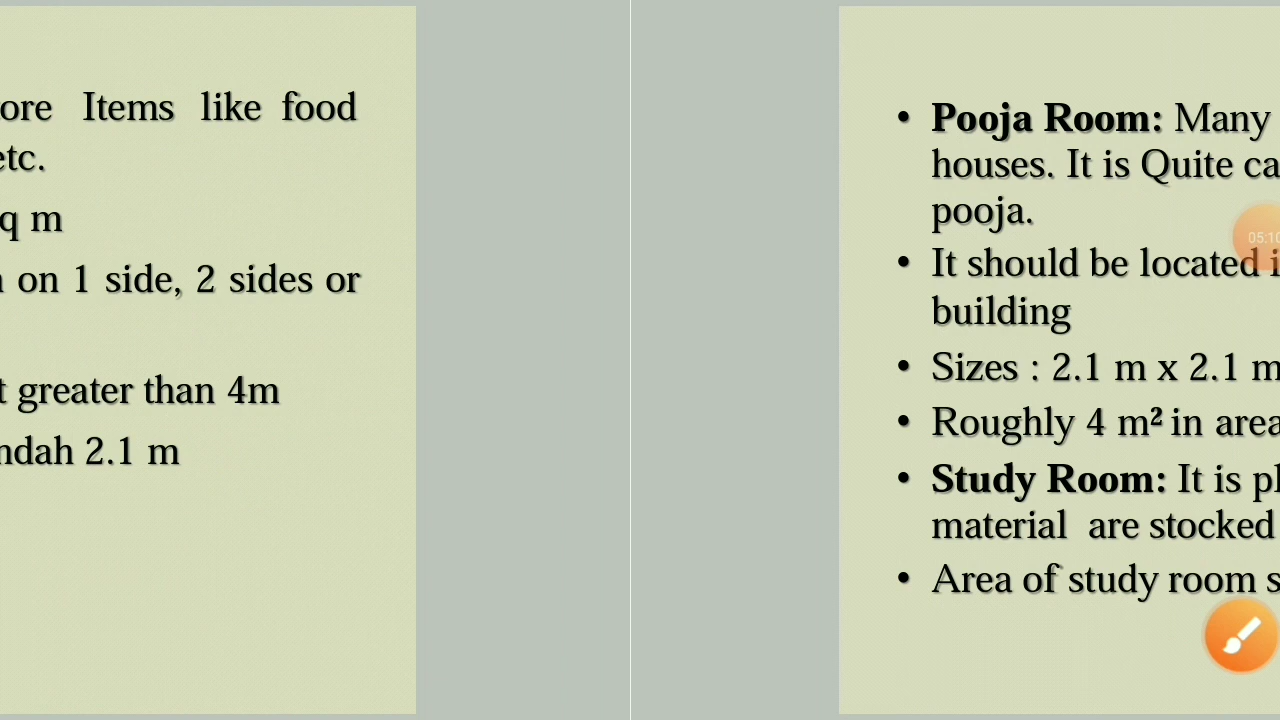 ore Items like food
etc.
q m
on 1 side, 2 sides or
t greater than 4m
ndah 2.1 m
• Pooja Room: Many
houses. It is Quite ca
pooja.
• It should be located i
building
• Sizes : 2.1 m x 2.1 m
• Roughly 4 m² in area
• Study Room: It is pl
material are stocked
• Area of study room s
05:10